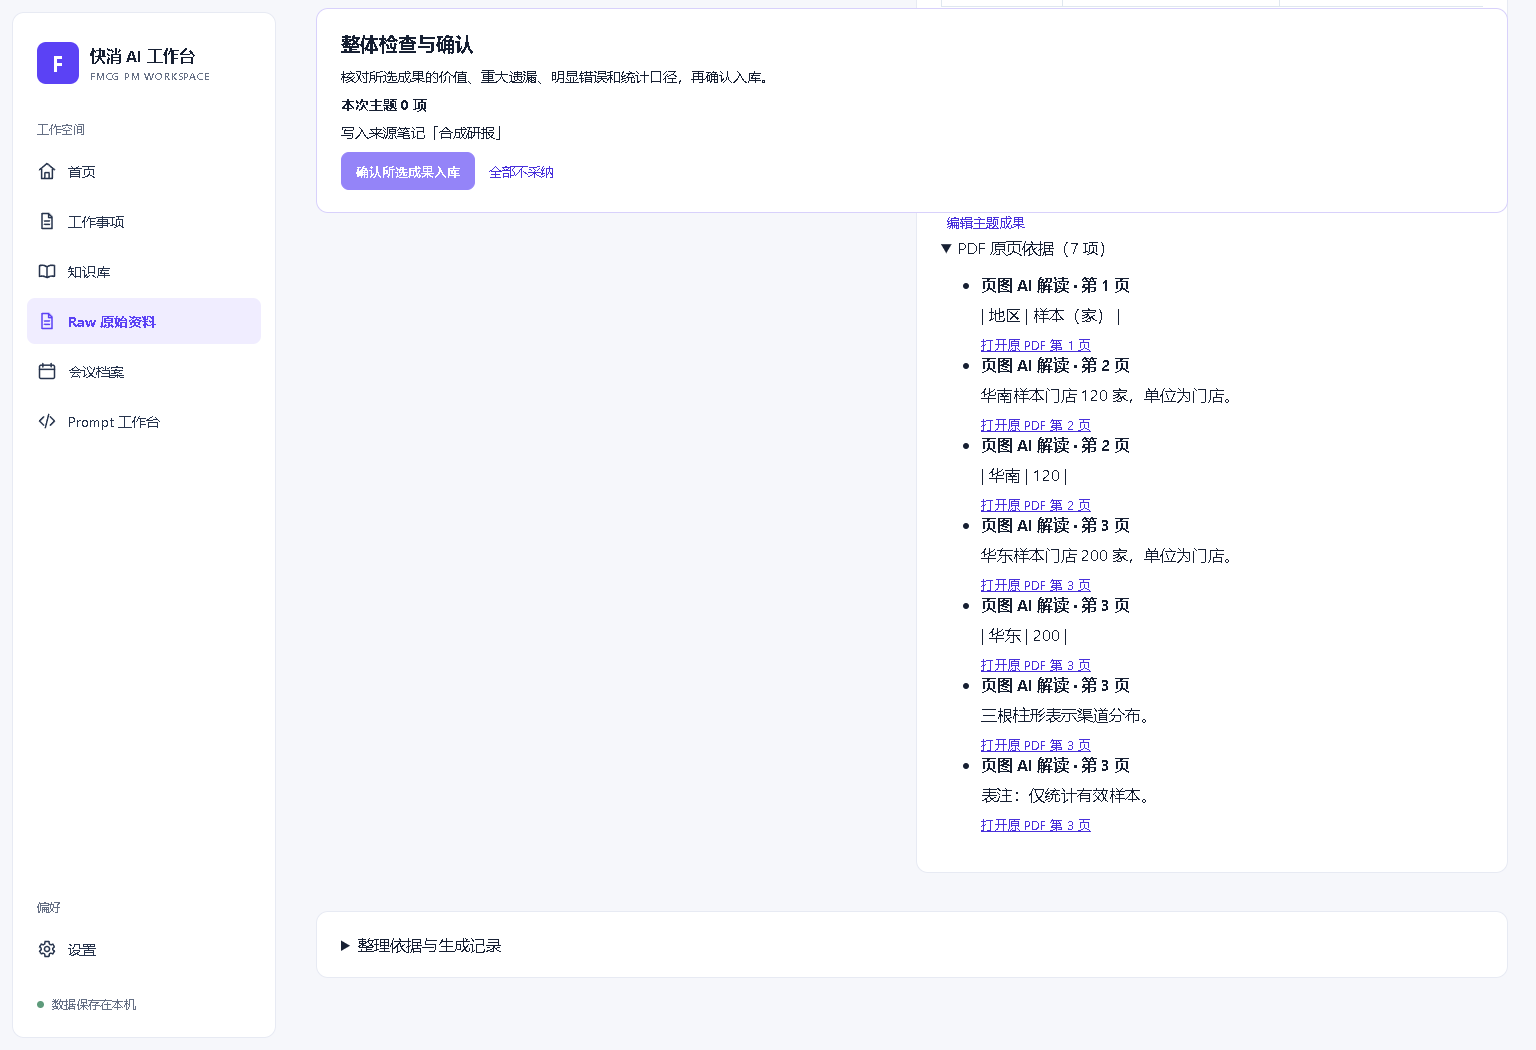 F
快消 AI 工作台
FMCG PM WORKSPACE
工作空间
首页
工作事项
知识库
Raw 原始资料
会议档案
Prompt 工作台
偏好
设置
数据保存在本机
整体检查与确认
核对所选成果的价值、重大遗漏、明显错误和统计口径，再确认入库。
本次主题 0 项
写入来源笔记「合成研报」
确认所选成果入库
全部不采纳
编辑主题成果
▼ PDF 原页依据（7 项）
• 页图 AI 解读 · 第 1 页
| 地区 | 样本（家） |
打开原 PDF 第 1 页
• 页图 AI 解读 · 第 2 页
华南样本门店 120 家，单位为门店。
打开原 PDF 第 2 页
• 页图 AI 解读 · 第 2 页
| 华南 | 120 |
打开原 PDF 第 2 页
• 页图 AI 解读 · 第 3 页
华东样本门店 200 家，单位为门店。
打开原 PDF 第 3 页
• 页图 AI 解读 · 第 3 页
| 华东 | 200 |
打开原 PDF 第 3 页
• 页图 AI 解读 · 第 3 页
三根柱形表示渠道分布。
打开原 PDF 第 3 页
• 页图 AI 解读 · 第 3 页
表注：仅统计有效样本。
打开原 PDF 第 3 页
▶ 整理依据与生成记录